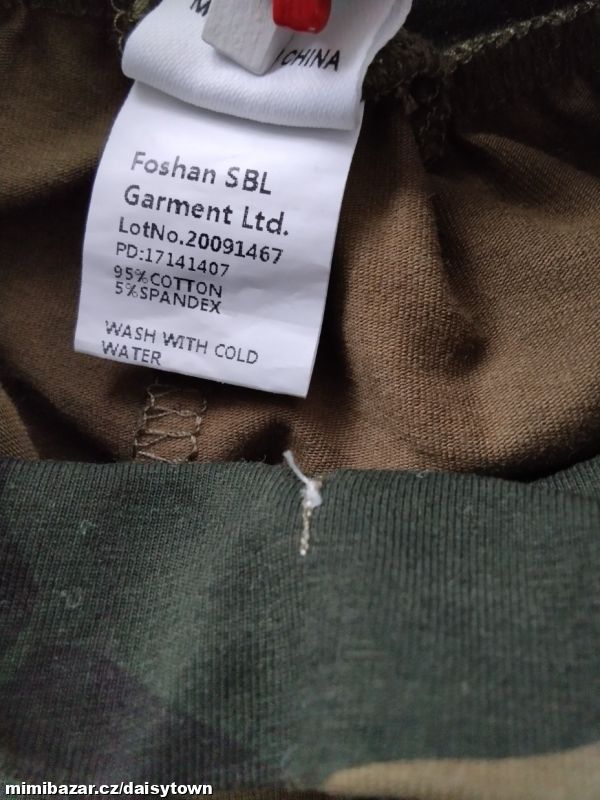 CHINA
Foshan SBL
Garment Ltd.
LotNo.20091467
PD:17141407
95%COTTON
5%SPANDEX
WASH WITH COLD
WATER
mimibazar.cz/daisytown